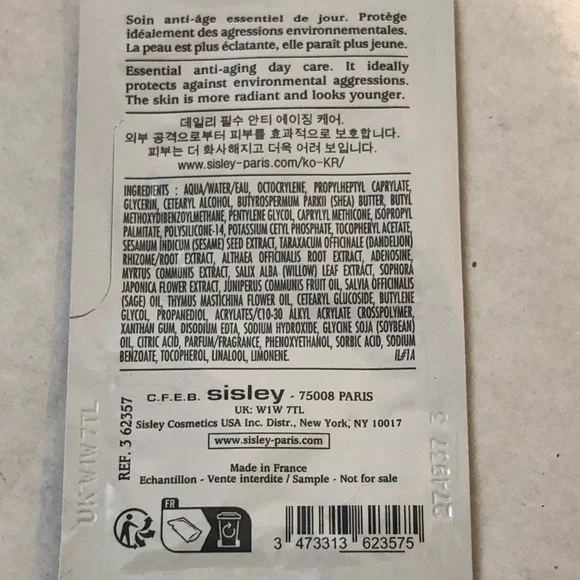 Soin anti-âge essentiel de jour. Protège
idéalement des agressions environnementales.
La peau est plus éclatante, elle paraît plus jeune.
Essential anti-aging day care. It ideally
protects against environmental aggressions.
The skin is more radiant and looks younger.
데일리 필수 안티 에이징 케어.
외부 공격으로부터 피부를 효과적으로 보호합니다.
피부는 더 화사해지고 더욱 어려 보입니다.
www.sisley-paris.com/ko-KR/
INGREDIENTS : AQUA/WATER/EAU, OCTOCRYLENE, PROPYLHEPTYL CAPRYLATE,
GLYCERIN, CETEARYL ALCOHOL, BUTYROSPERMUM PARKII (SHEA) BUTTER, BUTYL
METHOXYDIBENZOYLMETHANE, PENTYLENE GLYCOL, CAPRYLYL METHICONE, ISOPROPYL
PALMITATE, POLYSILICONE-14, POTASSIUM CETYL PHOSPHATE, TOCOPHERYL ACETATE,
SESAMUM INDICUM (SESAME) SEED EXTRACT, TARAXACUM OFFICINALE (DANDELION)
RHIZOME/ROOT EXTRACT, ALTHAEA OFFICINALIS ROOT EXTRACT, ADENOSINE,
MYRTUS COMMUNIS EXTRACT, SALIX ALBA (WILLOW) LEAF EXTRACT, SOPHORA
JAPONICA FLOWER EXTRACT, JUNIPERUS COMMUNIS FRUIT OIL, SALVIA OFFICINALIS
(SAGE) OIL, THYMUS MASTICHINA FLOWER OIL, CETEARYL GLUCOSIDE, BUTYLENE
GLYCOL, PROPANEDIOL, ACRYLATES/C10-30 ALKYL ACRYLATE CROSSPOLYMER,
XANTHAN GUM, DISODIUM EDTA, SODIUM HYDROXIDE, GLYCINE SOJA (SOYBEAN)
OIL, CITRIC ACID, PARFUM/FRAGRANCE, PHENOXYETHANOL, SORBIC ACID, SODIUM
BENZOATE, TOCOPHEROL, LINALOOL, LIMONENE. IL#1A
C.F.E.B. sisley - 75008 PARIS
UK: W1W 7TL
Sisley Cosmetics USA Inc. Distr., New York, NY 10017
www.sisley-paris.com
Made in France
Echantillon - Vente interdite / Sample - Not for sale
REF. 3 62357
UK W1W 7TL
274937 3
FR
3 473313 623575